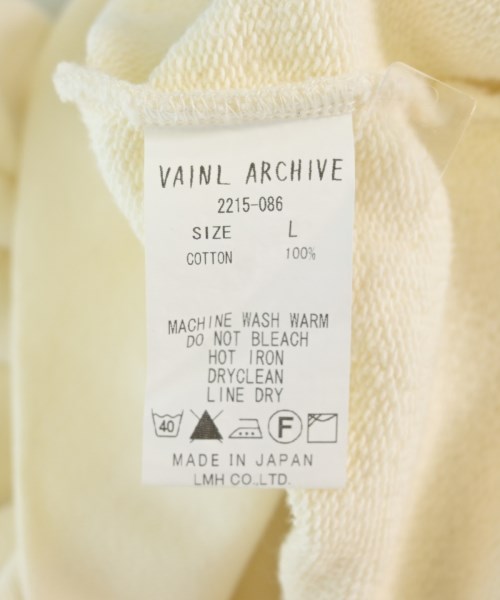 VAINL ARCHIVE
2215-086
SIZE L
COTTON 100%
MACHINE WASH WARM
DO NOT BLEACH
HOT IRON
DRYCLEAN
LINE DRY
40 F
MADE IN JAPAN
LMH CO.,LTD.